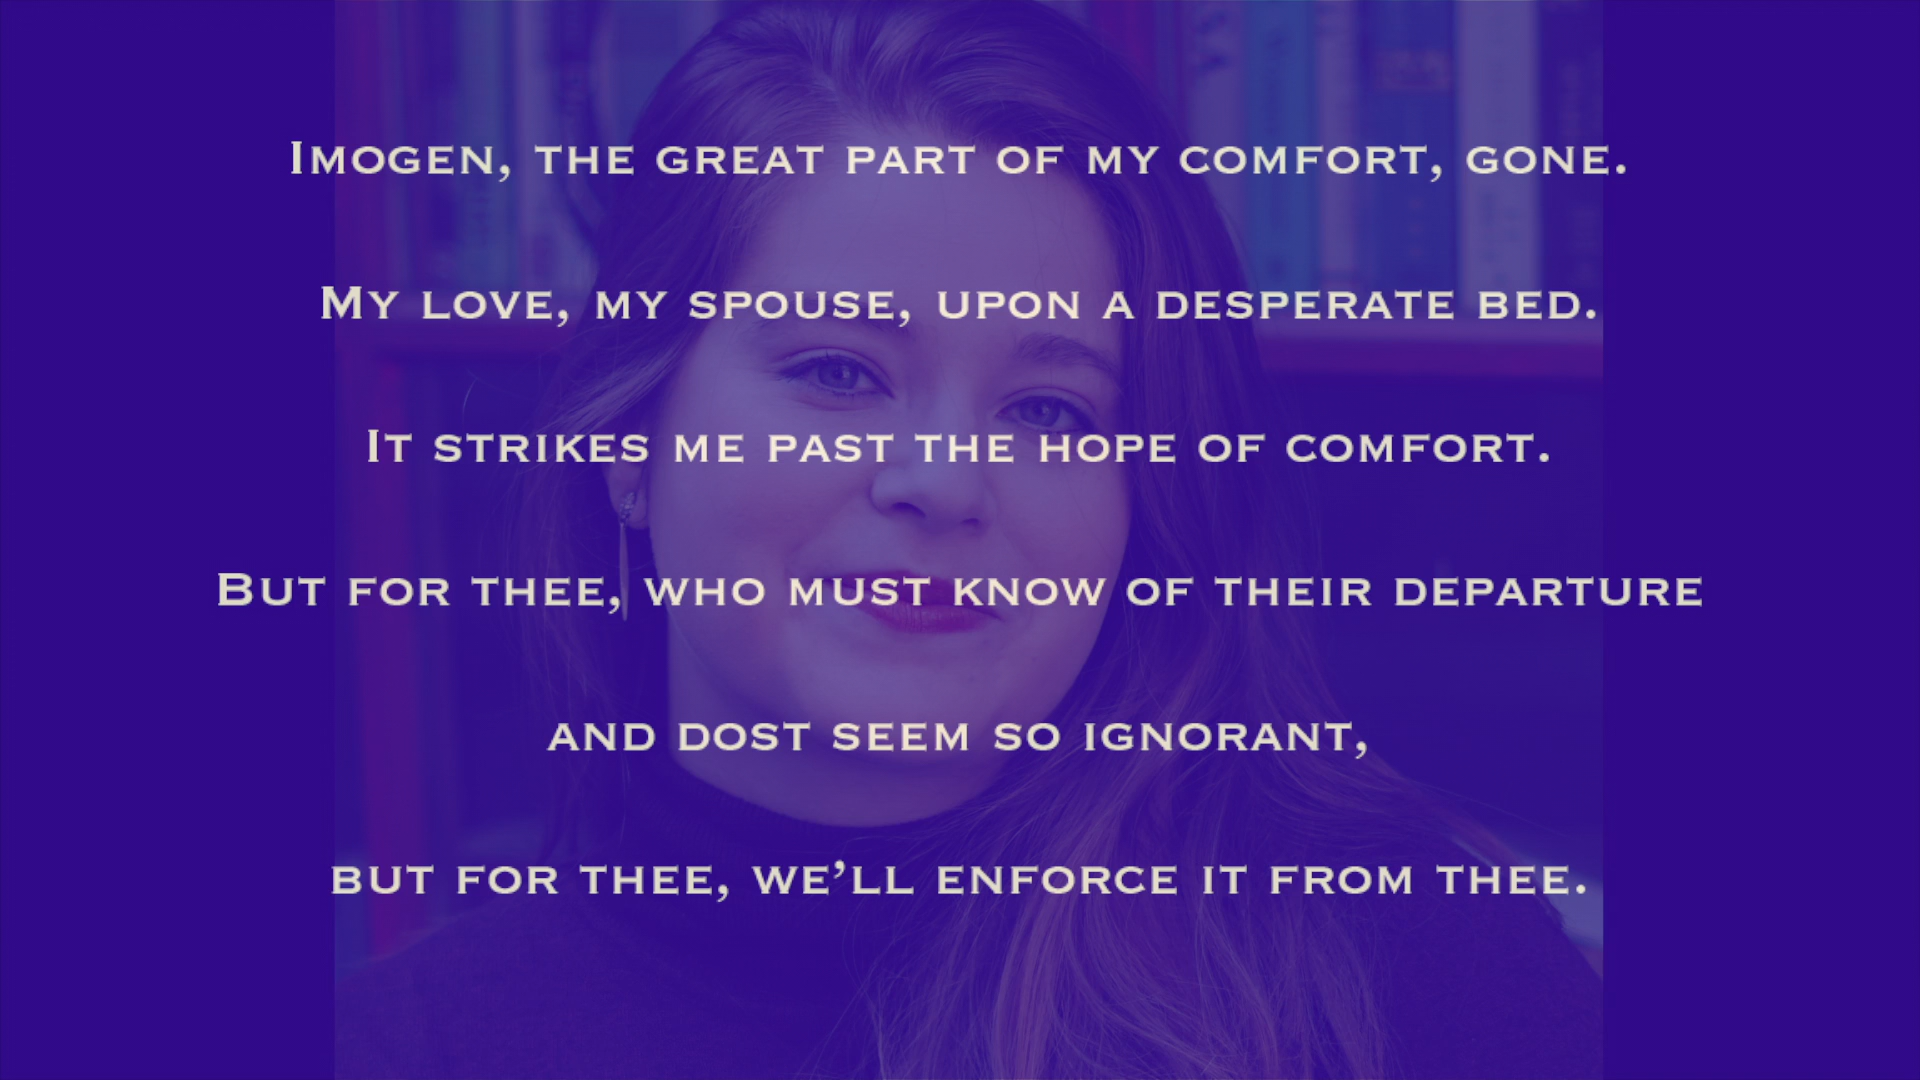 Imogen, the great part of my comfort, gone.
My love, my spouse, upon a desperate bed.
It strikes me past the hope of comfort.
But for thee, who must know of their departure
and dost seem so ignorant,
but for thee, we’ll enforce it from thee.